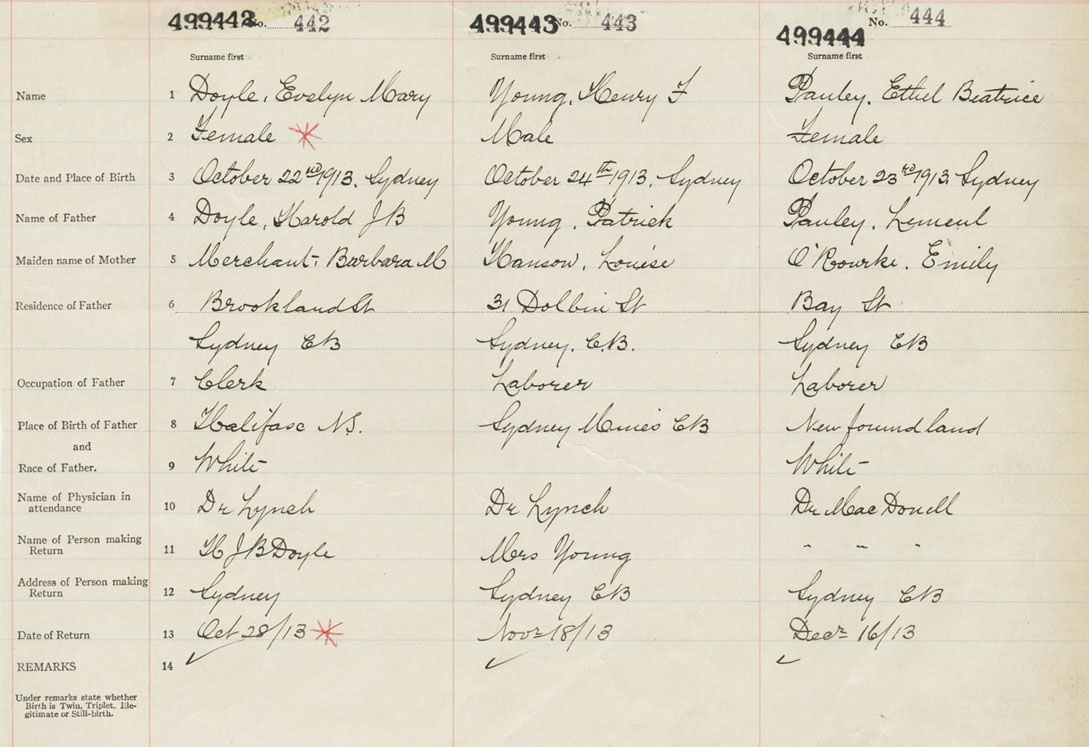 499442 No. 442 499443 No. 443 499444 No. 444
Surname first Surname first Surname first
Name 1 Doyle, Evelyn Mary Young, Henry F Pauley, Ethel Beatrice
Sex 2 Female Male Female
Date and Place of Birth 3 October 22nd 1913. Sydney October 24th 1913. Sydney October 23rd 1913 Sydney
Name of Father 4 Doyle, Harold J B Young, Patrick Pauley, Lemeul
Maiden name of Mother 5 Merchant, Barbara M Hanson, Louise O'Rourke, Emily
Residence of Father 6 Brookland St 31 Dolbin St Bay St
Sydney CB Sydney. C.B. Sydney CB
Occupation of Father 7 Clerk Laborer Laborer
Place of Birth of Father 8 Halifax N.S. Sydney Mines CB Newfoundland
and
Race of Father. 9 White White
Name of Physician in
attendance 10 Dr Lynch Dr Lynch Dr MacDonell
Name of Person making
Return 11 H J B Doyle Mrs Young " " "
Address of Person making
Return 12 Sydney Sydney CB Sydney CB
Date of Return 13 Oct 28/13 Nov 18/13 Dec 16/13
REMARKS 14
Under remarks state whether
Birth is Twin, Triplet, Ille-
gitimate or Still-birth.